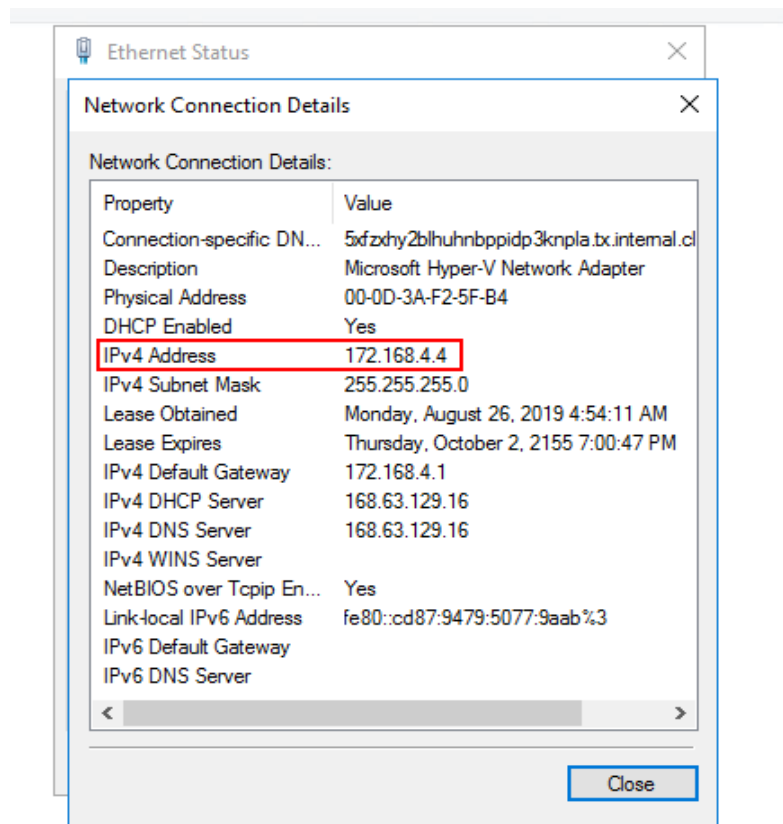 Ethernet Status
Network Connection Details
Network Connection Details:
Property Value
Connection-specific DN... 5xfzxhy2blhuhnbppidp3knpla.tx.internal.cl
Description Microsoft Hyper-V Network Adapter
Physical Address 00-0D-3A-F2-5F-B4
DHCP Enabled Yes
IPv4 Address 172.168.4.4
IPv4 Subnet Mask 255.255.255.0
Lease Obtained Monday, August 26, 2019 4:54:11 AM
Lease Expires Thursday, October 2, 2155 7:00:47 PM
IPv4 Default Gateway 172.168.4.1
IPv4 DHCP Server 168.63.129.16
IPv4 DNS Server 168.63.129.16
IPv4 WINS Server
NetBIOS over Tcpip En... Yes
Link-local IPv6 Address fe80::cd87:9479:5077:9aab%3
IPv6 Default Gateway
IPv6 DNS Server
Close